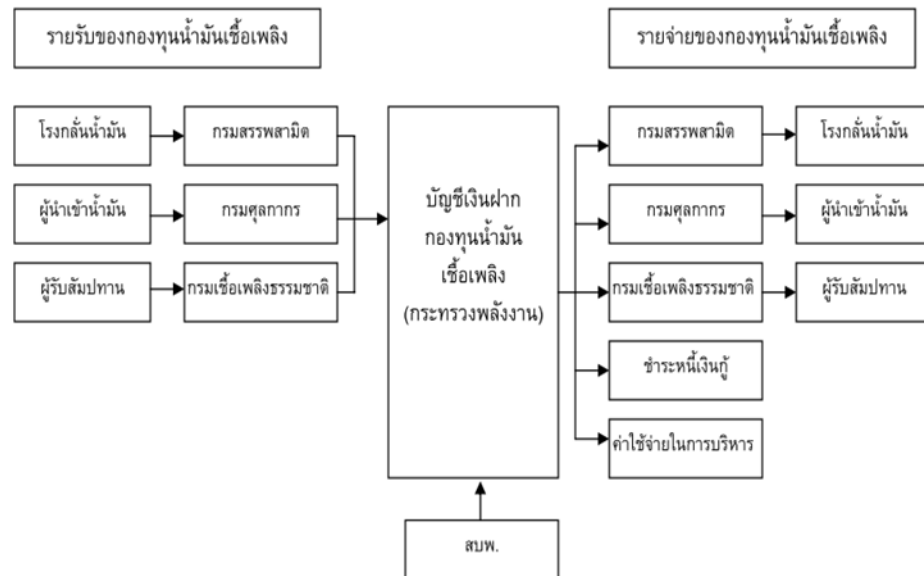 รายรับของกองทุนน้ำมันเชื้อเพลิง
รายจ่ายของกองทุนน้ำมันเชื้อเพลิง
โรงกลั่นน้ำมัน
กรมสรรพสามิต
ผู้นำเข้าน้ำมัน
กรมศุลกากร
ผู้รับสัมปทาน
กรมเชื้อเพลิงธรรมชาติ
บัญชีเงินฝาก
กองทุนน้ำมัน
เชื้อเพลิง
(กระทรวงพลังงาน)
สบพ.
กรมสรรพสามิต
โรงกลั่นน้ำมัน
กรมศุลกากร
ผู้นำเข้าน้ำมัน
กรมเชื้อเพลิงธรรมชาติ
ผู้รับสัมปทาน
ชำระหนี้เงินกู้
ค่าใช้จ่ายในการบริหาร